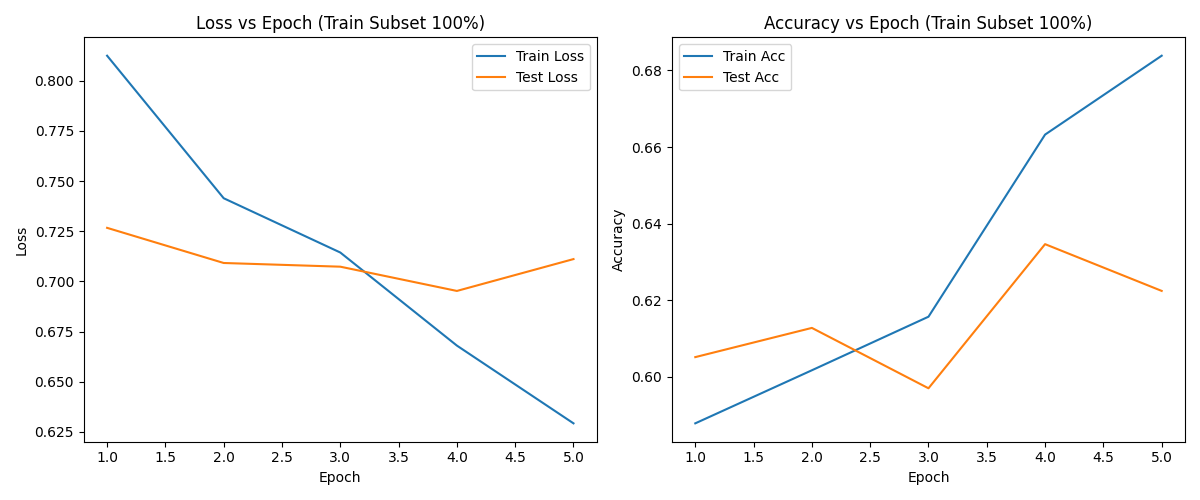 Loss vs Epoch (Train Subset 100%)
Train Loss
Test Loss
0.800
0.775
0.750
0.725
0.700
0.675
0.650
0.625
Loss
1.0 1.5 2.0 2.5 3.0 3.5 4.0 4.5 5.0
Epoch
Accuracy vs Epoch (Train Subset 100%)
Train Acc
Test Acc
0.68
0.66
0.64
0.62
0.60
Accuracy
1.0 1.5 2.0 2.5 3.0 3.5 4.0 4.5 5.0
Epoch